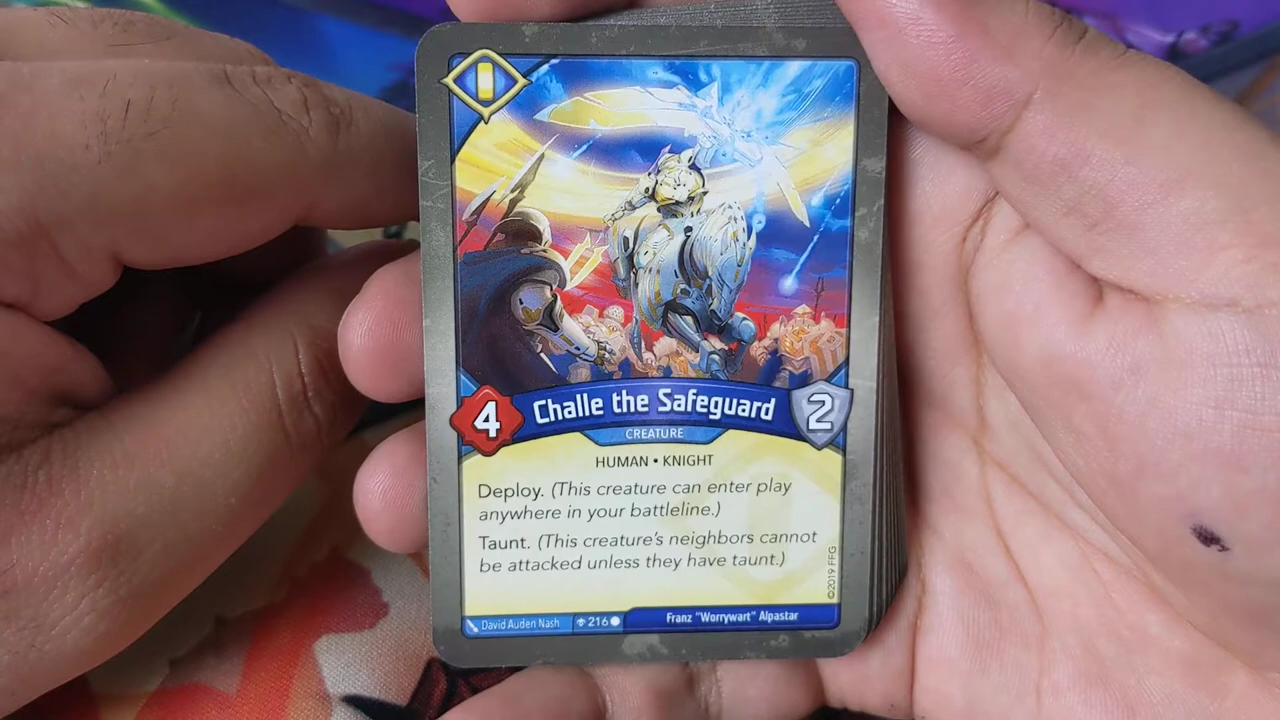 4
Challe the Safeguard
2
CREATURE
HUMAN • KNIGHT
Deploy. (This creature can enter play
anywhere in your battleline.)
Taunt. (This creature's neighbors cannot
be attacked unless they have taunt.)
©2019 FFG
David Auden Nash
216
Franz "Worrywart" Alpastar